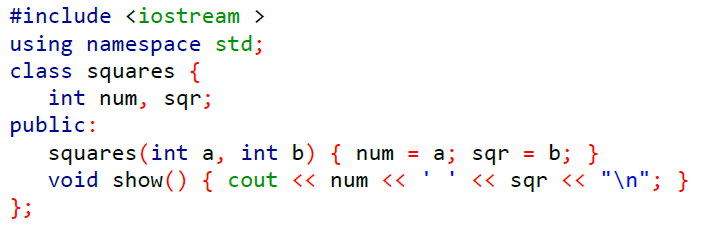 #include <iostream >
using namespace std;
class squares {
int num, sqr;
public:
squares(int a, int b) { num = a; sqr = b; }
void show() { cout << num << ' ' << sqr << "\n"; }
};